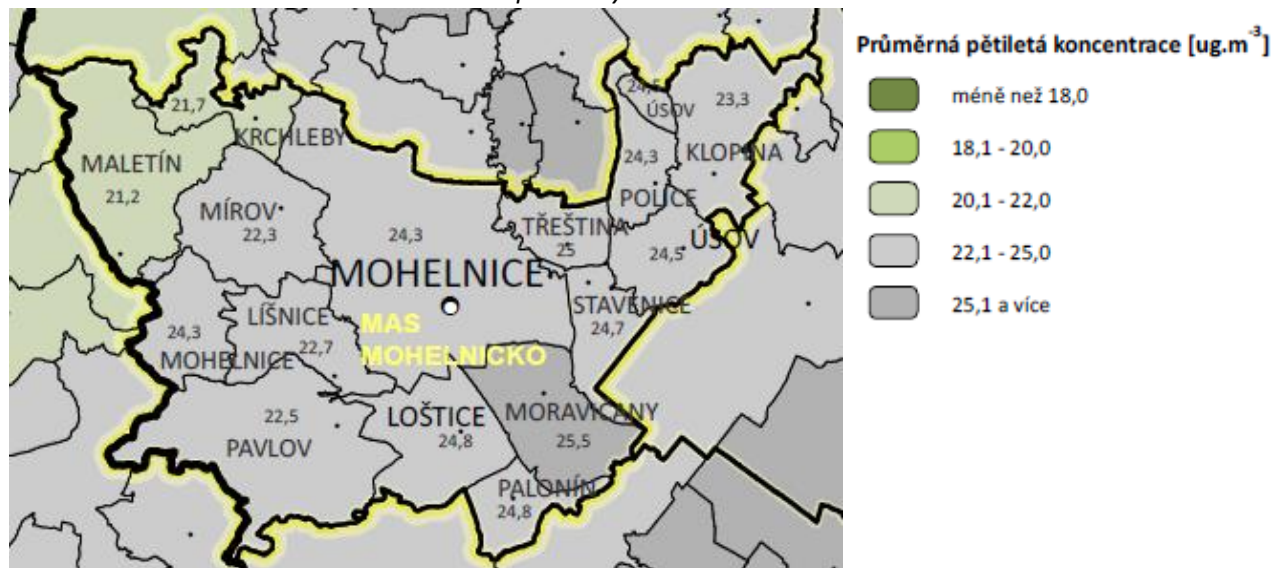 Průměrná pětiletá koncentrace [ug.m-3]
méně než 18,0
18,1 - 20,0
20,1 - 22,0
22,1 - 25,0
25,1 a více
21,7
KRCHLEBY
MALETÍN
21,2
MÍROV
22,3
24,3
MOHELNICE
24,5
ÚSOV
23,3
24,3
KLOPINA
POLICE
TŘEŠTINA
25
ÚSOV
24,5
STAVENICE
24,7
LÍŠNICE
22,7
24,3
MOHELNICE
MAS
MOHELNICKO
22,5
PAVLOV
LOŠTICE
24,8
MORAVIČANY
25,5
PALONÍN
24,8